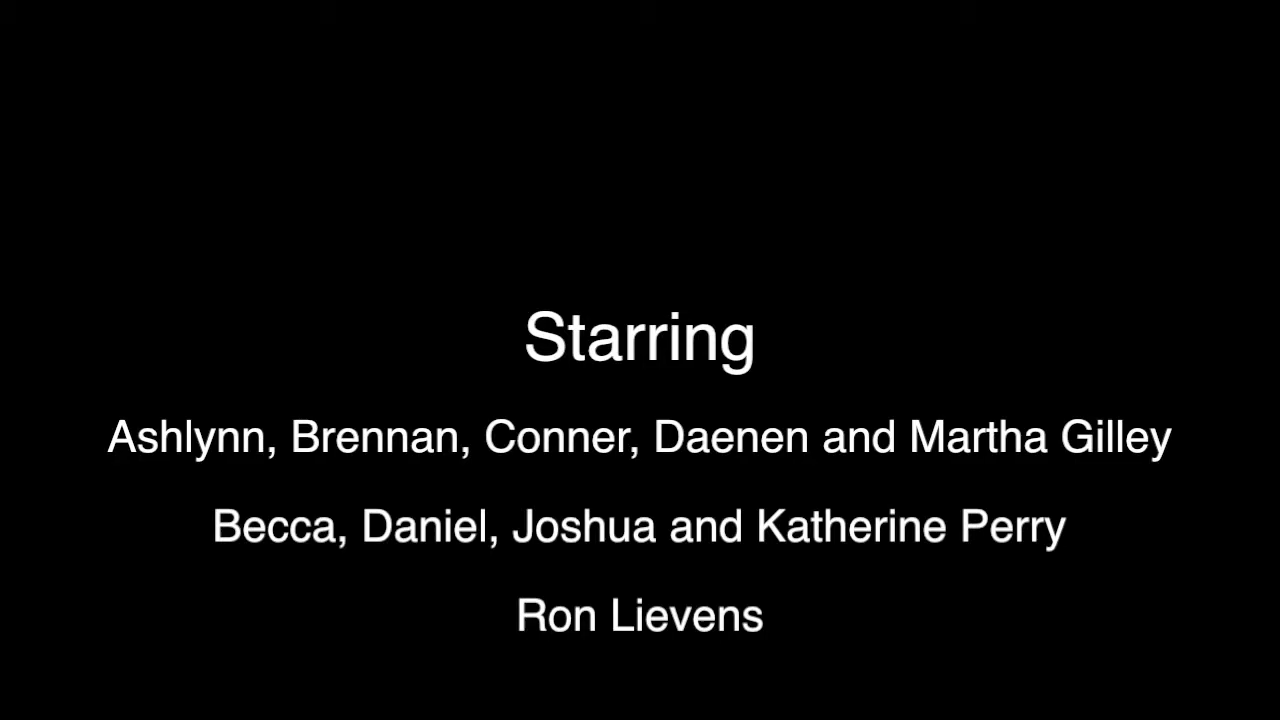 Starring
Ashlynn, Brennan, Conner, Daenen and Martha Gilley
Becca, Daniel, Joshua and Katherine Perry
Ron Lievens